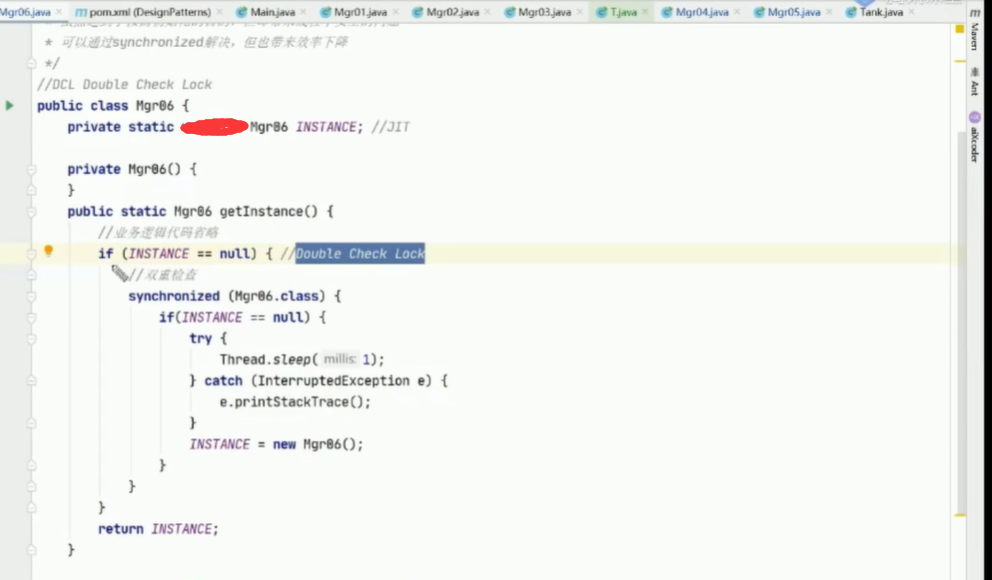 Mgr06.java pom.xml (DesignPatterns) Main.java Mgr01.java Mgr02.java Mgr03.java T.java Mgr04.java Mgr05.java Tank.java
* 可以通过synchronized解决，但也带来效率下降
*/
//DCL Double Check Lock
public class Mgr06 {
private static Mgr06 INSTANCE; //JIT
private Mgr06() {
}
public static Mgr06 getInstance() {
//业务逻辑代码省略
if (INSTANCE == null) { //Double Check Lock
//双重检查
synchronized (Mgr06.class) {
if(INSTANCE == null) {
try {
Thread.sleep( millis: 1);
} catch (InterruptedException e) {
e.printStackTrace();
}
INSTANCE = new Mgr06();
}
}
}
return INSTANCE;
}
Maven
Ant
aiXcoder